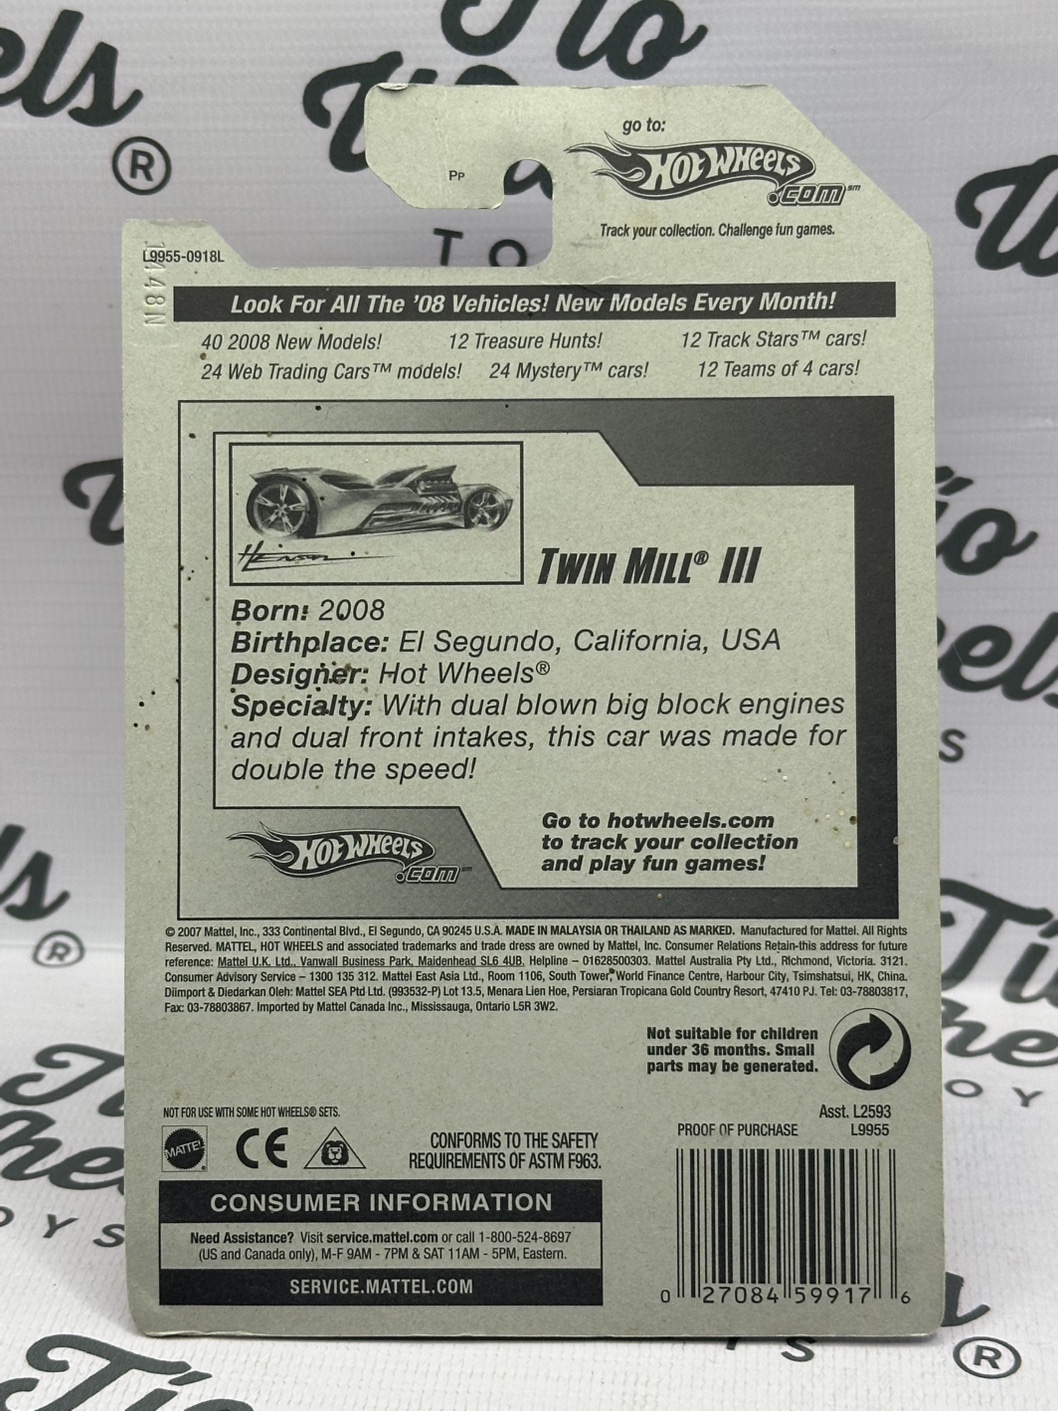 go to:
Hot Wheels
.com℠
Pp
Track your collection. Challenge fun games.
L9955-0918L
Look For All The '08 Vehicles! New Models Every Month!
40 2008 New Models! 12 Treasure Hunts! 12 Track Stars™ cars!
24 Web Trading Cars™ models! 24 Mystery™ cars! 12 Teams of 4 cars!
TWIN MILL® III
Born: 2008
Birthplace: El Segundo, California, USA
Designer: Hot Wheels®
Specialty: With dual blown big block engines
and dual front intakes, this car was made for
double the speed!
Hot Wheels
.com℠
Go to hotwheels.com
to track your collection
and play fun games!
© 2007 Mattel, Inc., 333 Continental Blvd., El Segundo, CA 90245 U.S.A. MADE IN MALAYSIA OR THAILAND AS MARKED. Manufactured for Mattel. All Rights
Reserved. MATTEL, HOT WHEELS and associated trademarks and trade dress are owned by Mattel, Inc. Consumer Relations Retain-this address for future
reference: Mattel U.K. Ltd., Vanwall Business Park, Maidenhead SL6 4UB. Helpline – 01628500303. Mattel Australia Pty Ltd., Richmond, Victoria. 3121.
Consumer Advisory Service – 1300 135 312. Mattel East Asia Ltd., Room 1106, South Tower, World Finance Centre, Harbour City, Tsimshatsui, HK, China.
Diimport & Diedarkan Oleh: Mattel SEA Ptd Ltd. (993532-P) Lot 13.5, Menara Lien Hoe, Persiaran Tropicana Gold Country Resort, 47410 PJ. Tel: 03-78803817,
Fax: 03-78803867. Imported by Mattel Canada Inc., Mississauga, Ontario L5R 3W2.
Not suitable for children
under 36 months. Small
parts may be generated.
NOT FOR USE WITH SOME HOT WHEELS® SETS.
Asst. L2593
PROOF OF PURCHASE L9955
MATTEL
CE
CONFORMS TO THE SAFETY
REQUIREMENTS OF ASTM F963.
CONSUMER INFORMATION
Need Assistance? Visit service.mattel.com or call 1-800-524-8697
(US and Canada only), M-F 9AM - 7PM & SAT 11AM - 5PM, Eastern.
SERVICE.MATTEL.COM
0 27084 59917 6